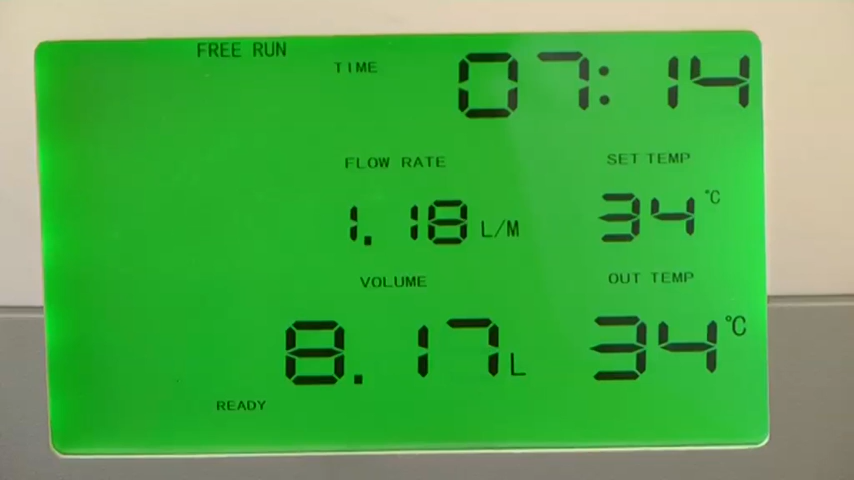 FREE RUN
TIME 07:14
FLOW RATE SET TEMP
1.18 L/M 34 °C
VOLUME OUT TEMP
8.17 L 34 °C
READY